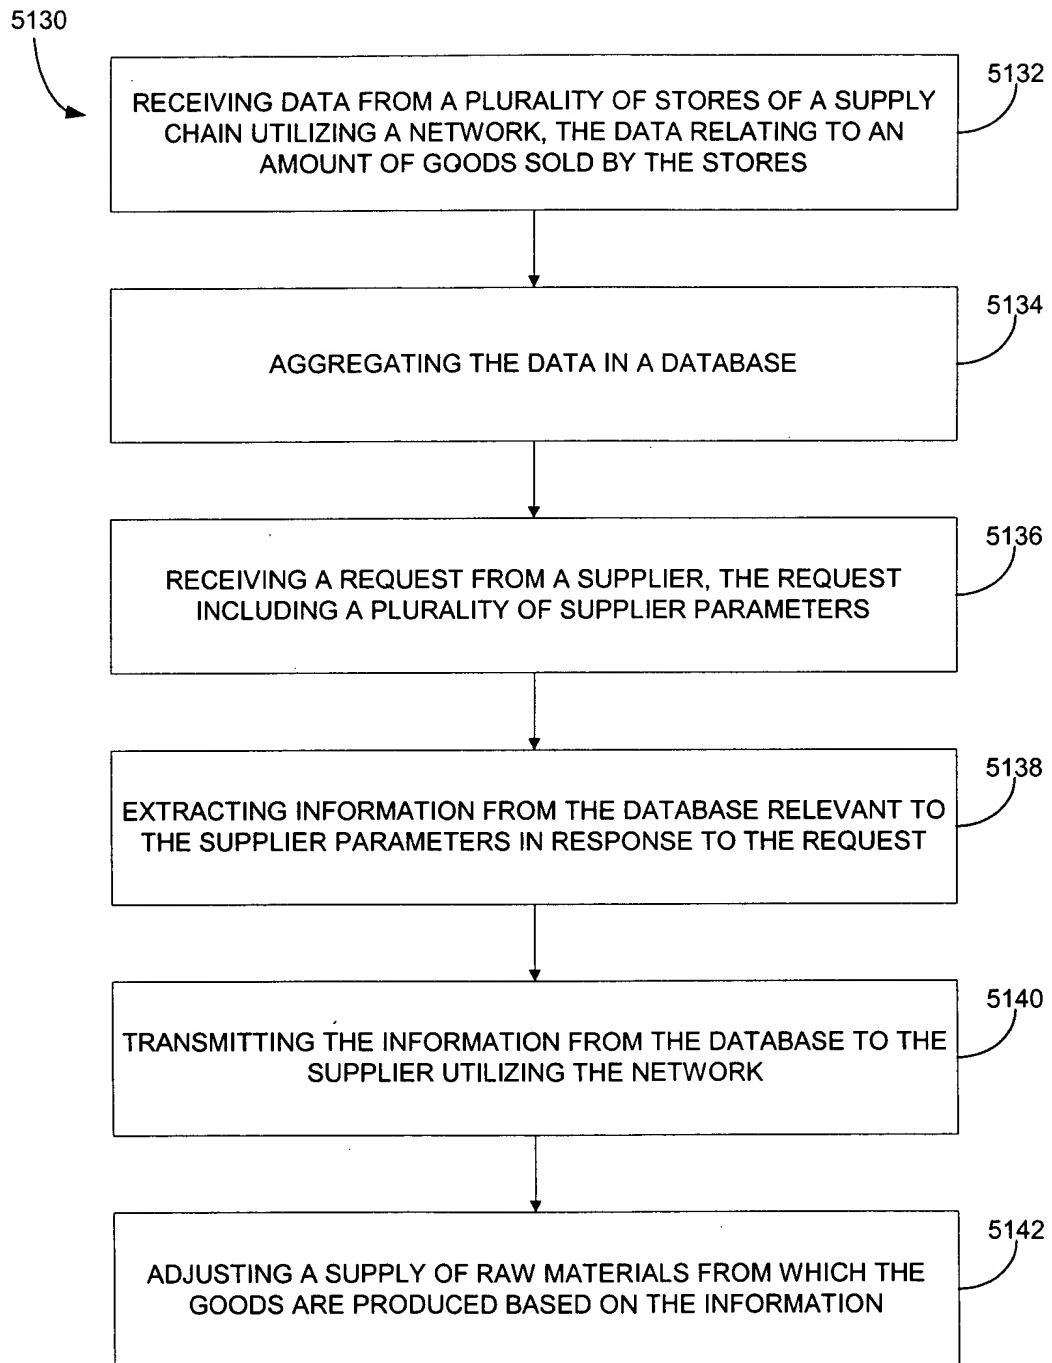 5130
5132
RECEIVING DATA FROM A PLURALITY OF STORES OF A SUPPLY
CHAIN UTILIZING A NETWORK, THE DATA RELATING TO AN
AMOUNT OF GOODS SOLD BY THE STORES
5134
AGGREGATING THE DATA IN A DATABASE
5136
RECEIVING A REQUEST FROM A SUPPLIER, THE REQUEST
INCLUDING A PLURALITY OF SUPPLIER PARAMETERS
5138
EXTRACTING INFORMATION FROM THE DATABASE RELEVANT TO
THE SUPPLIER PARAMETERS IN RESPONSE TO THE REQUEST
5140
TRANSMITTING THE INFORMATION FROM THE DATABASE TO THE
SUPPLIER UTILIZING THE NETWORK
5142
ADJUSTING A SUPPLY OF RAW MATERIALS FROM WHICH THE
GOODS ARE PRODUCED BASED ON THE INFORMATION